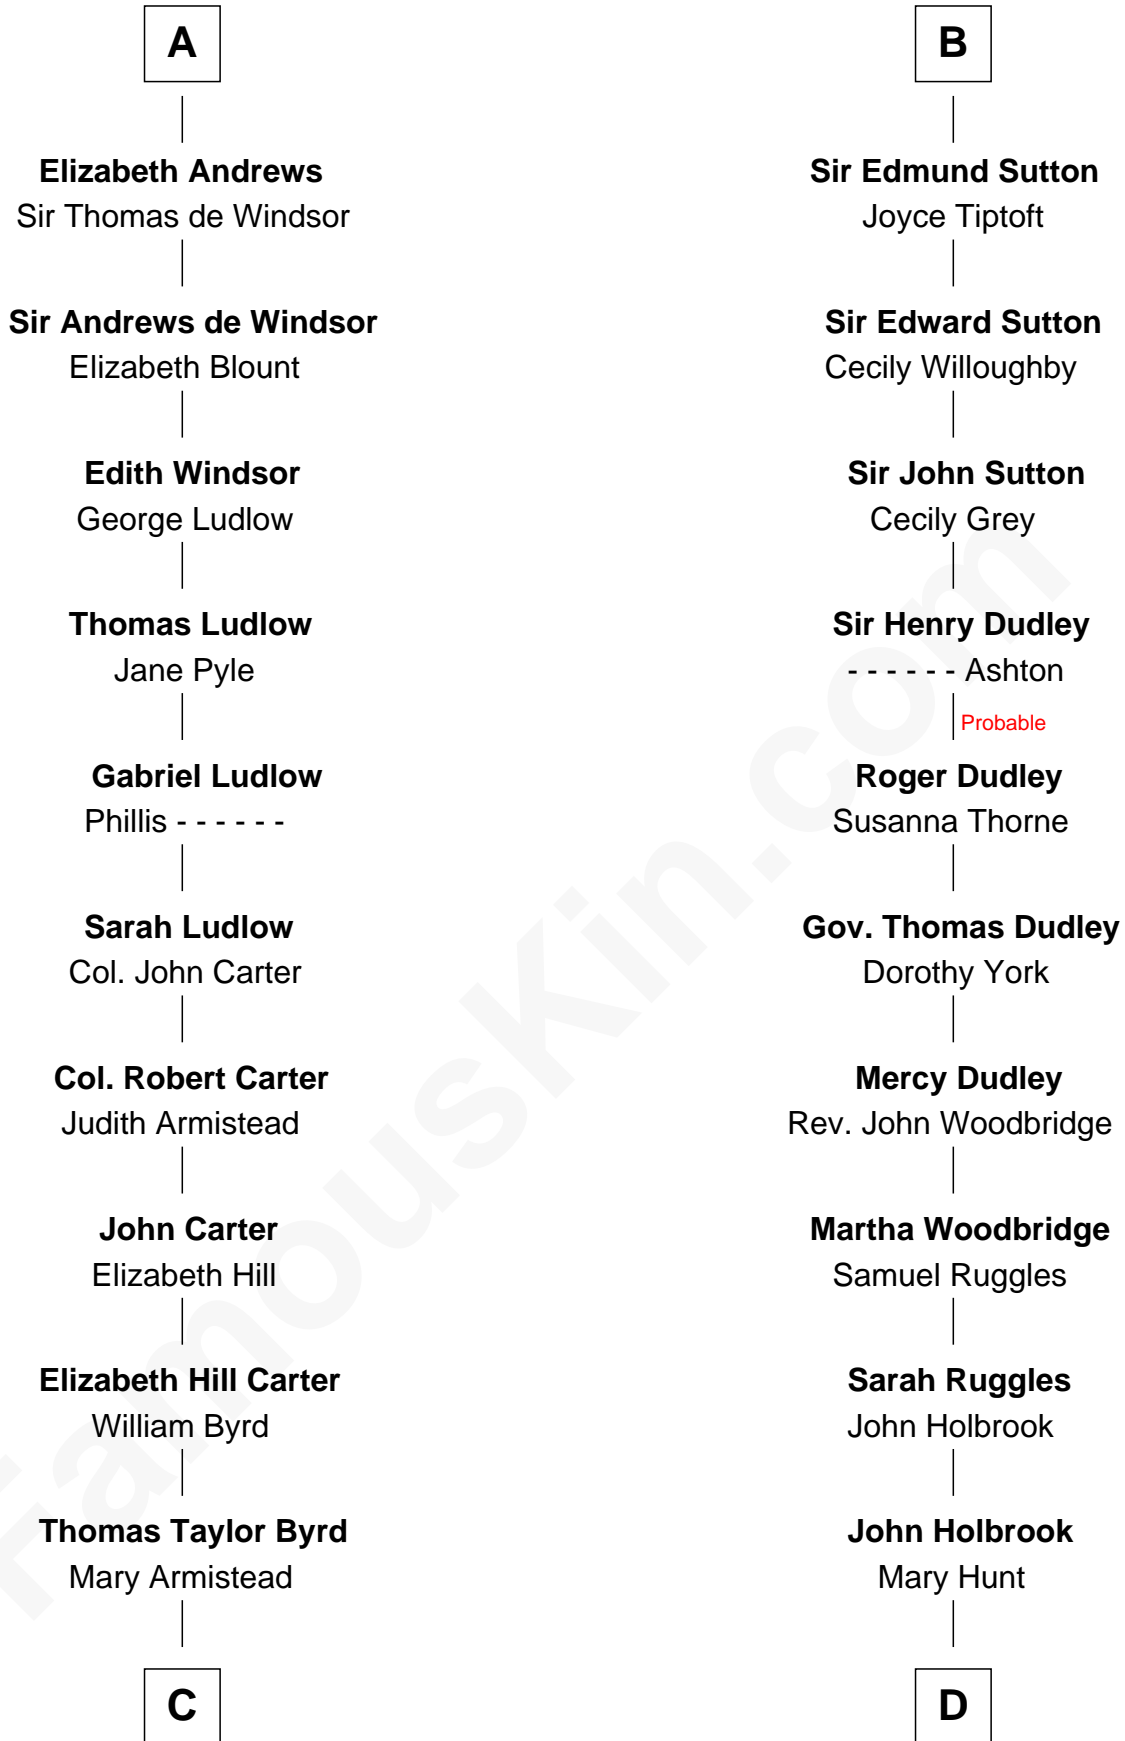 A
Elizabeth Andrews
Sir Thomas de Windsor
Sir Andrews de Windsor
Elizabeth Blount
Edith Windsor
George Ludlow
Thomas Ludlow
Jane Pyle
Gabriel Ludlow
Phillis - - - - - -
Sarah Ludlow
Col. John Carter
Col. Robert Carter
Judith Armistead
John Carter
Elizabeth Hill
Elizabeth Hill Carter
William Byrd
Thomas Taylor Byrd
Mary Armistead
C
B
Sir Edmund Sutton
Joyce Tiptoft
Sir Edward Sutton
Cecily Willoughby
Sir John Sutton
Cecily Grey
Sir Henry Dudley
- - - - - - Ashton
Probable
Roger Dudley
Susanna Thorne
Gov. Thomas Dudley
Dorothy York
Mercy Dudley
Rev. John Woodbridge
Martha Woodbridge
Samuel Ruggles
Sarah Ruggles
John Holbrook
John Holbrook
Mary Hunt
D
FamousKin.com